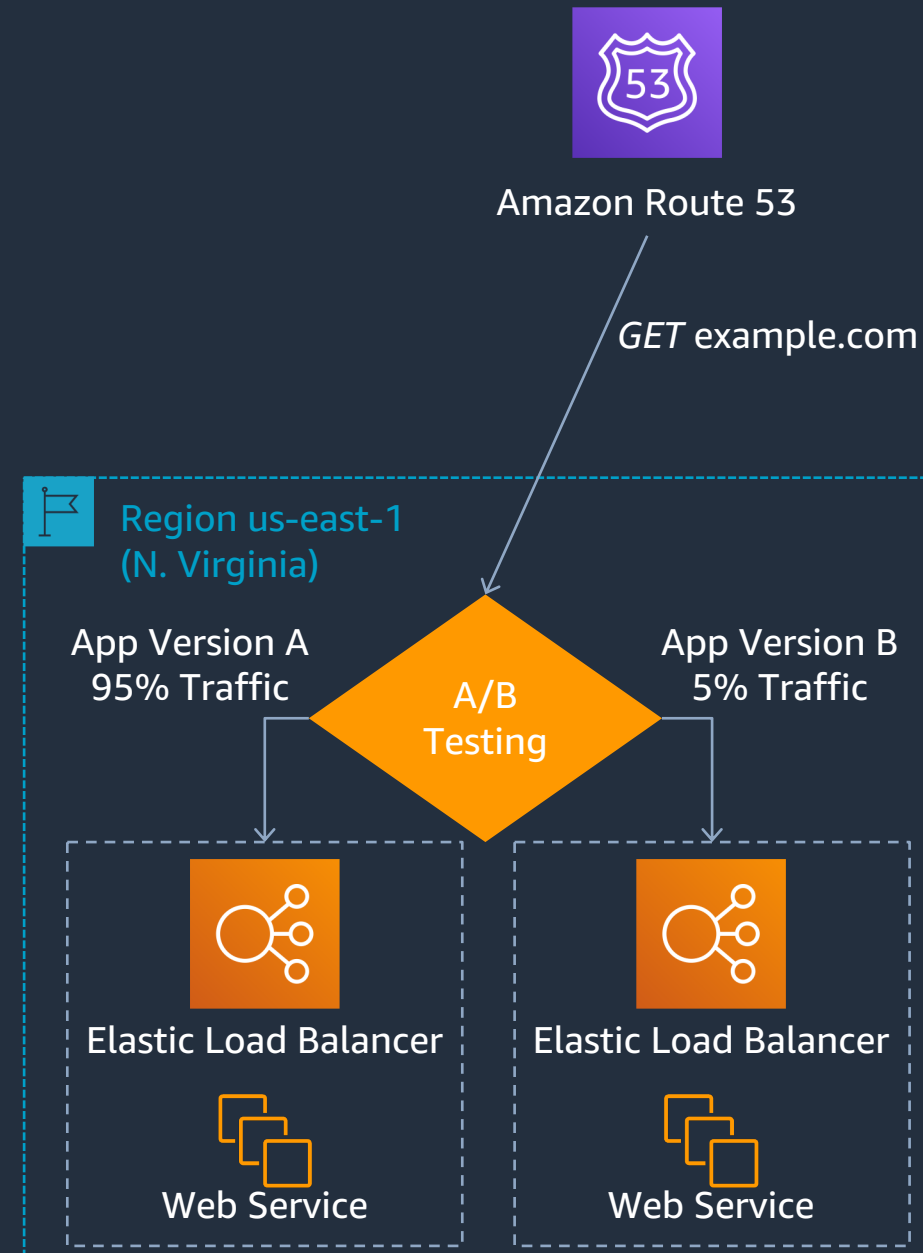 53
Amazon Route 53
GET example.com
Region us-east-1
(N. Virginia)
App Version A
95% Traffic
App Version B
5% Traffic
A/B
Testing
Elastic Load Balancer
Elastic Load Balancer
Web Service
Web Service